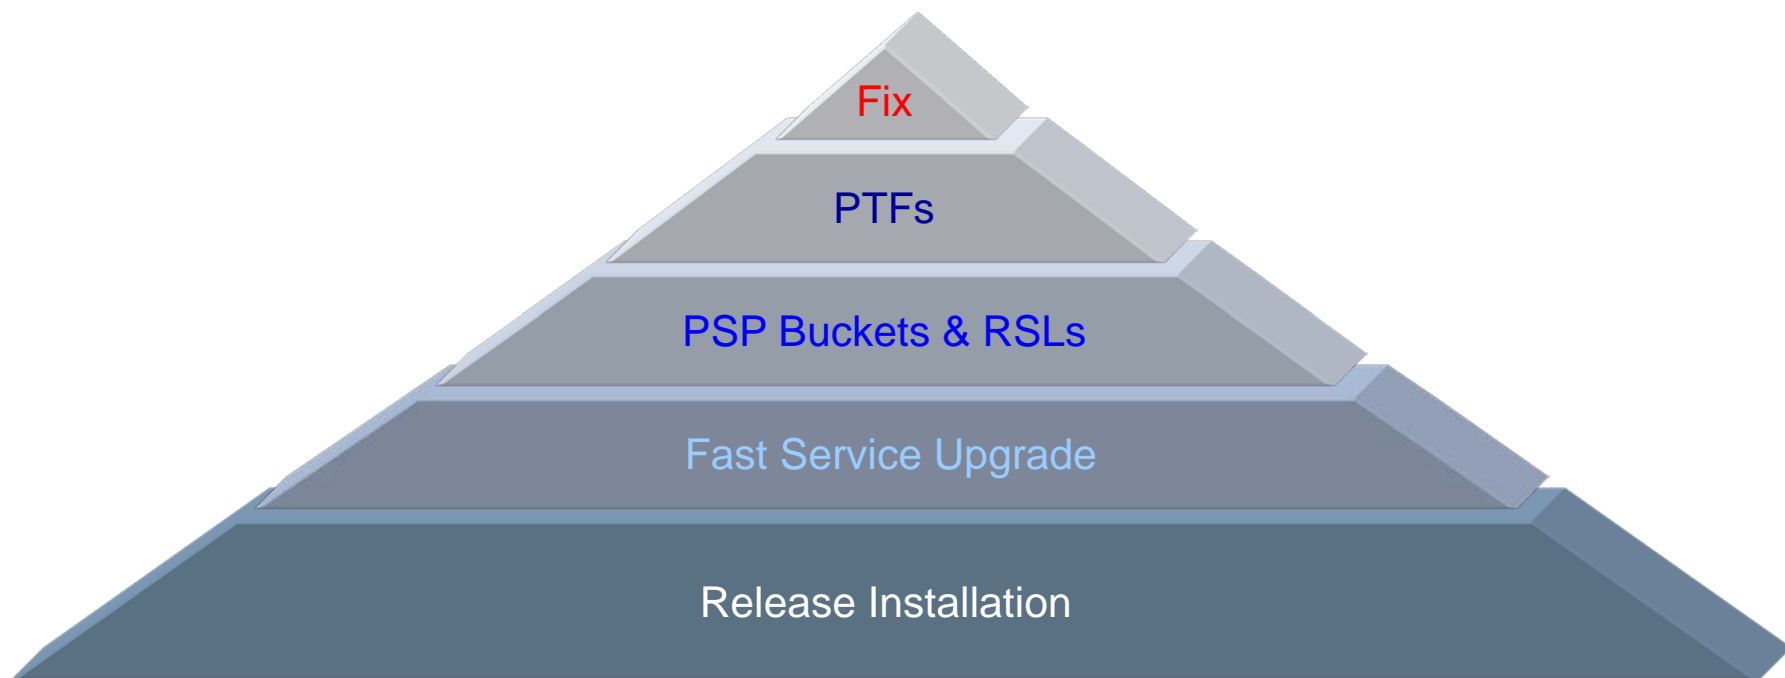 Fix
PTFs
PSP Buckets & RSLs
Fast Service Upgrade
Release Installation